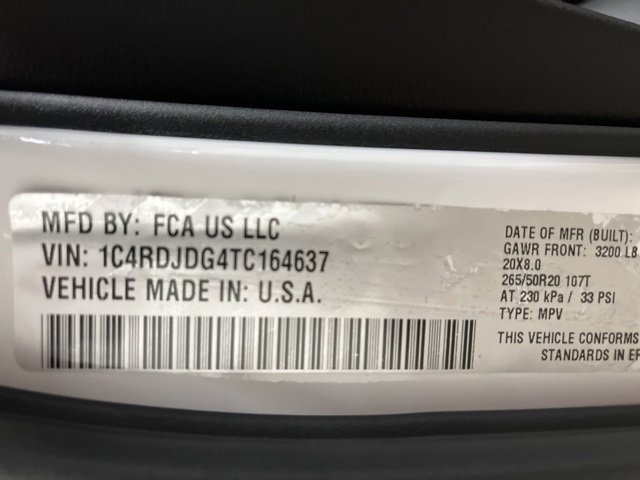 MFD BY: FCA US LLC
VIN: 1C4RDJDG4TC164637
VEHICLE MADE IN: U.S.A.
DATE OF MFR (BUILT):
GAWR FRONT: 3200 LB
20X8.0
265/50R20 107T
AT 230 kPa / 33 PSI
TYPE: MPV
THIS VEHICLE CONFORMS
STANDARDS IN EF